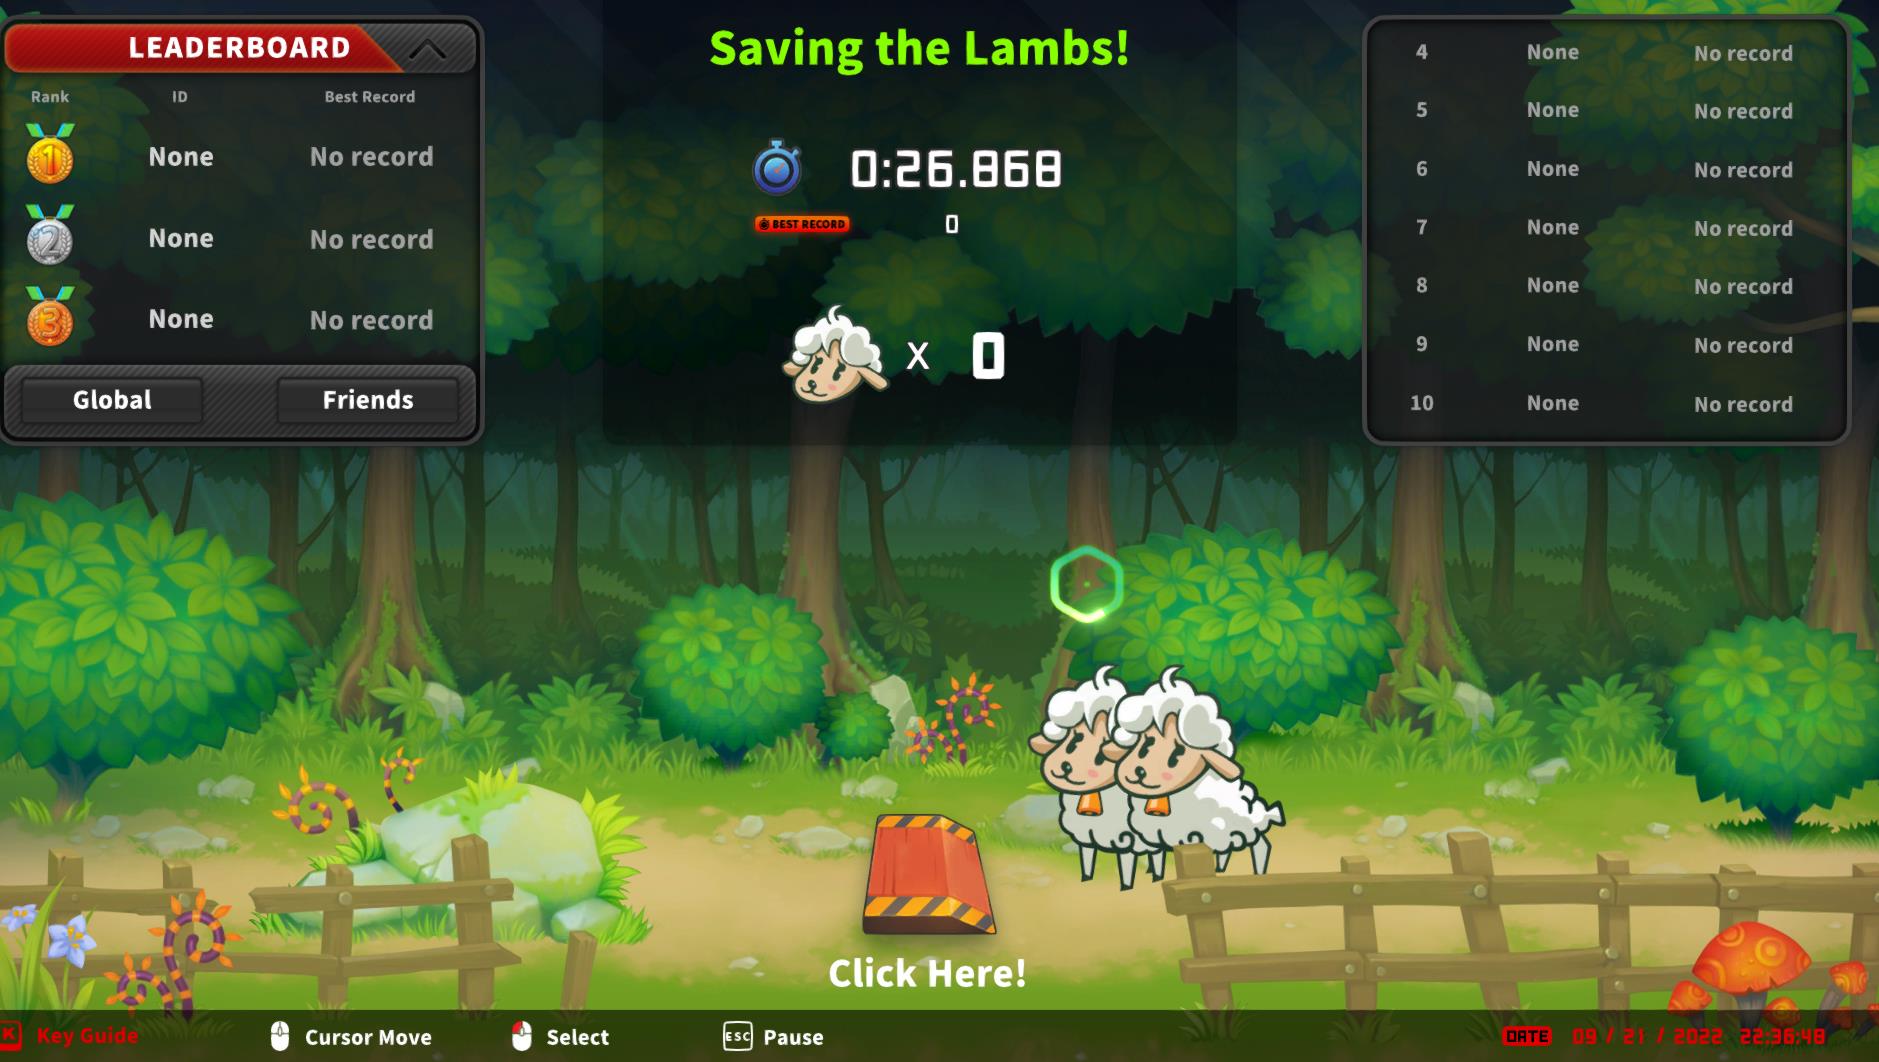 LEADERBOARD
Rank ID Best Record
1 None No record
2 None No record
3 None No record
Global Friends
Saving the Lambs!
0:26.868
BEST RECORD 0
X 0
4 None No record
5 None No record
6 None No record
7 None No record
8 None No record
9 None No record
10 None No record
Click Here!
K Key Guide Cursor Move Select ESC Pause DATE 09 / 21 / 2022 22:36:48